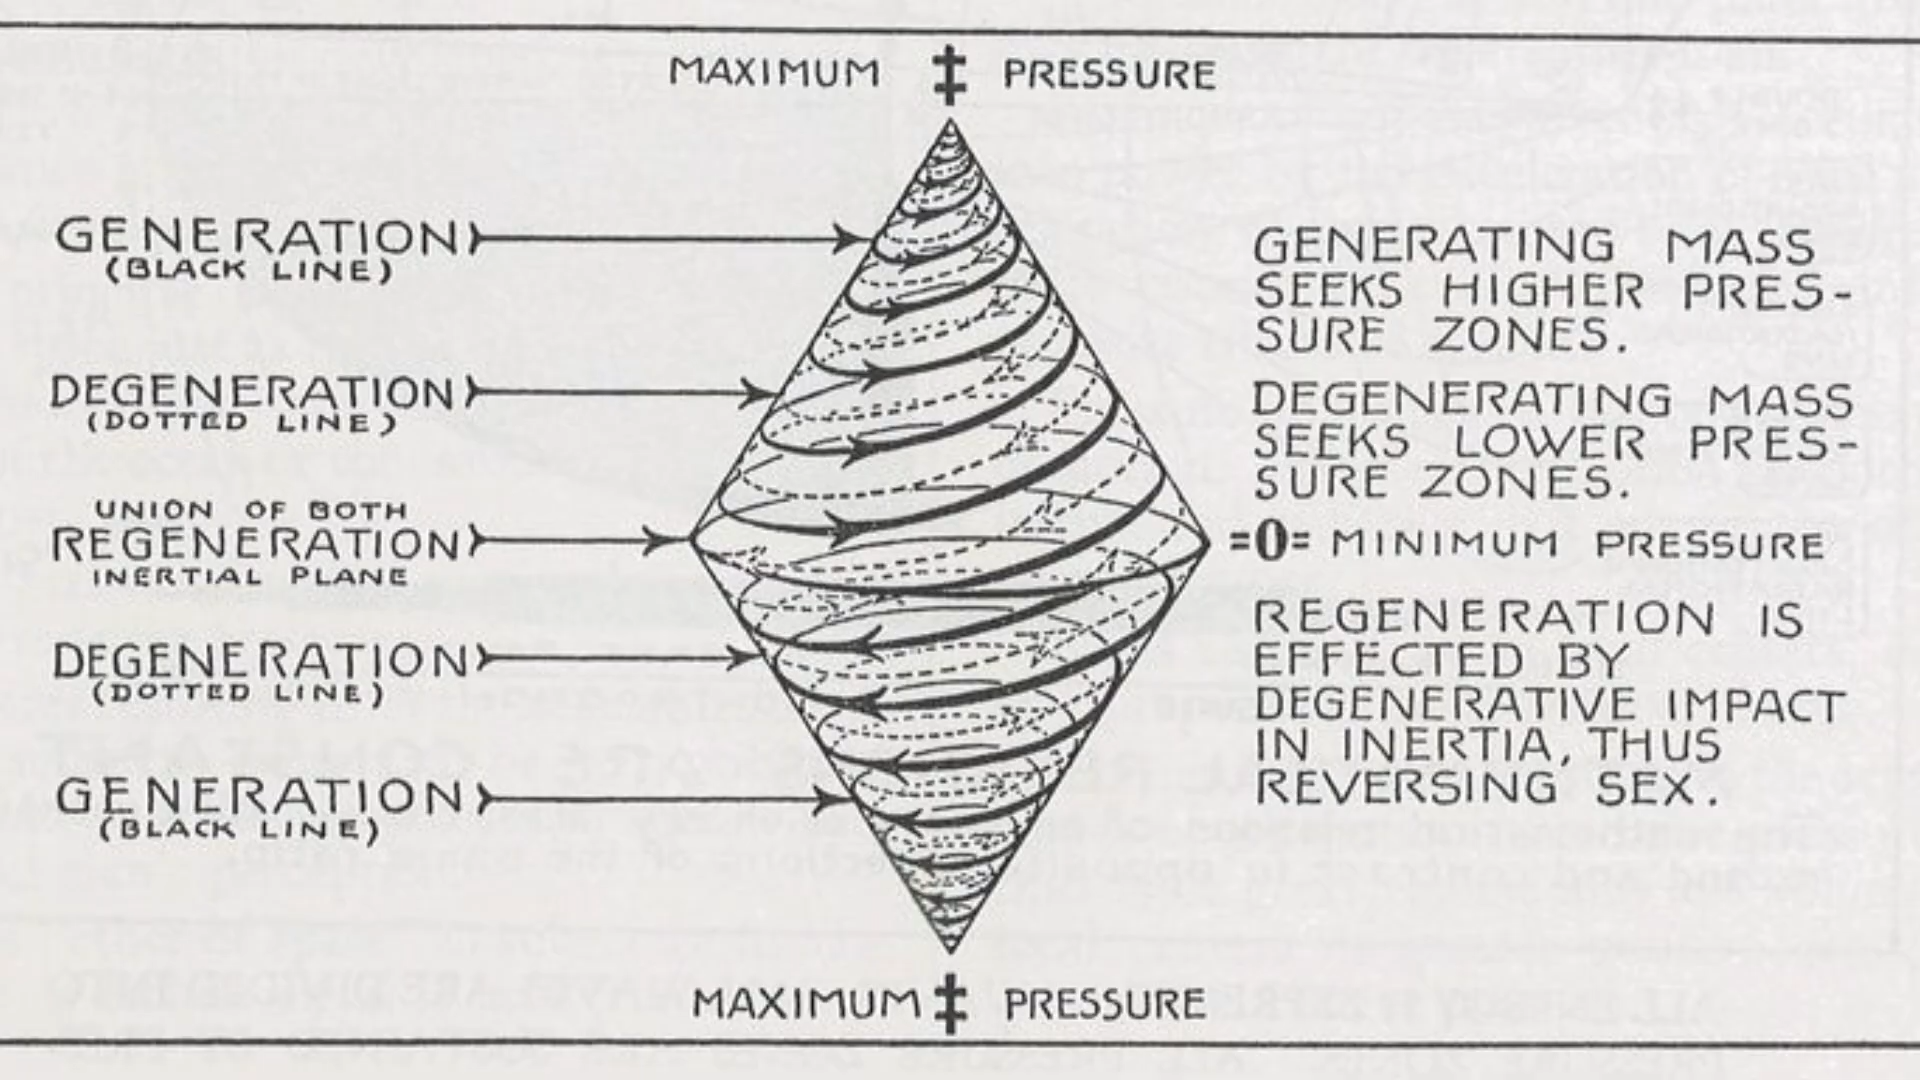 MAXIMUM ‡ PRESSURE
GENERATION
(BLACK LINE)
DEGENERATION
(DOTTED LINE)
UNION OF BOTH
REGENERATION
INERTIAL PLANE
DEGENERATION
(DOTTED LINE)
GENERATION
(BLACK LINE)
GENERATING MASS
SEEKS HIGHER PRES-
SURE ZONES.
DEGENERATING MASS
SEEKS LOWER PRES-
SURE ZONES.
=0= MINIMUM PRESSURE
REGENERATION IS
EFFECTED BY
DEGENERATIVE IMPACT
IN INERTIA, THUS
REVERSING SEX.
MAXIMUM ‡ PRESSURE